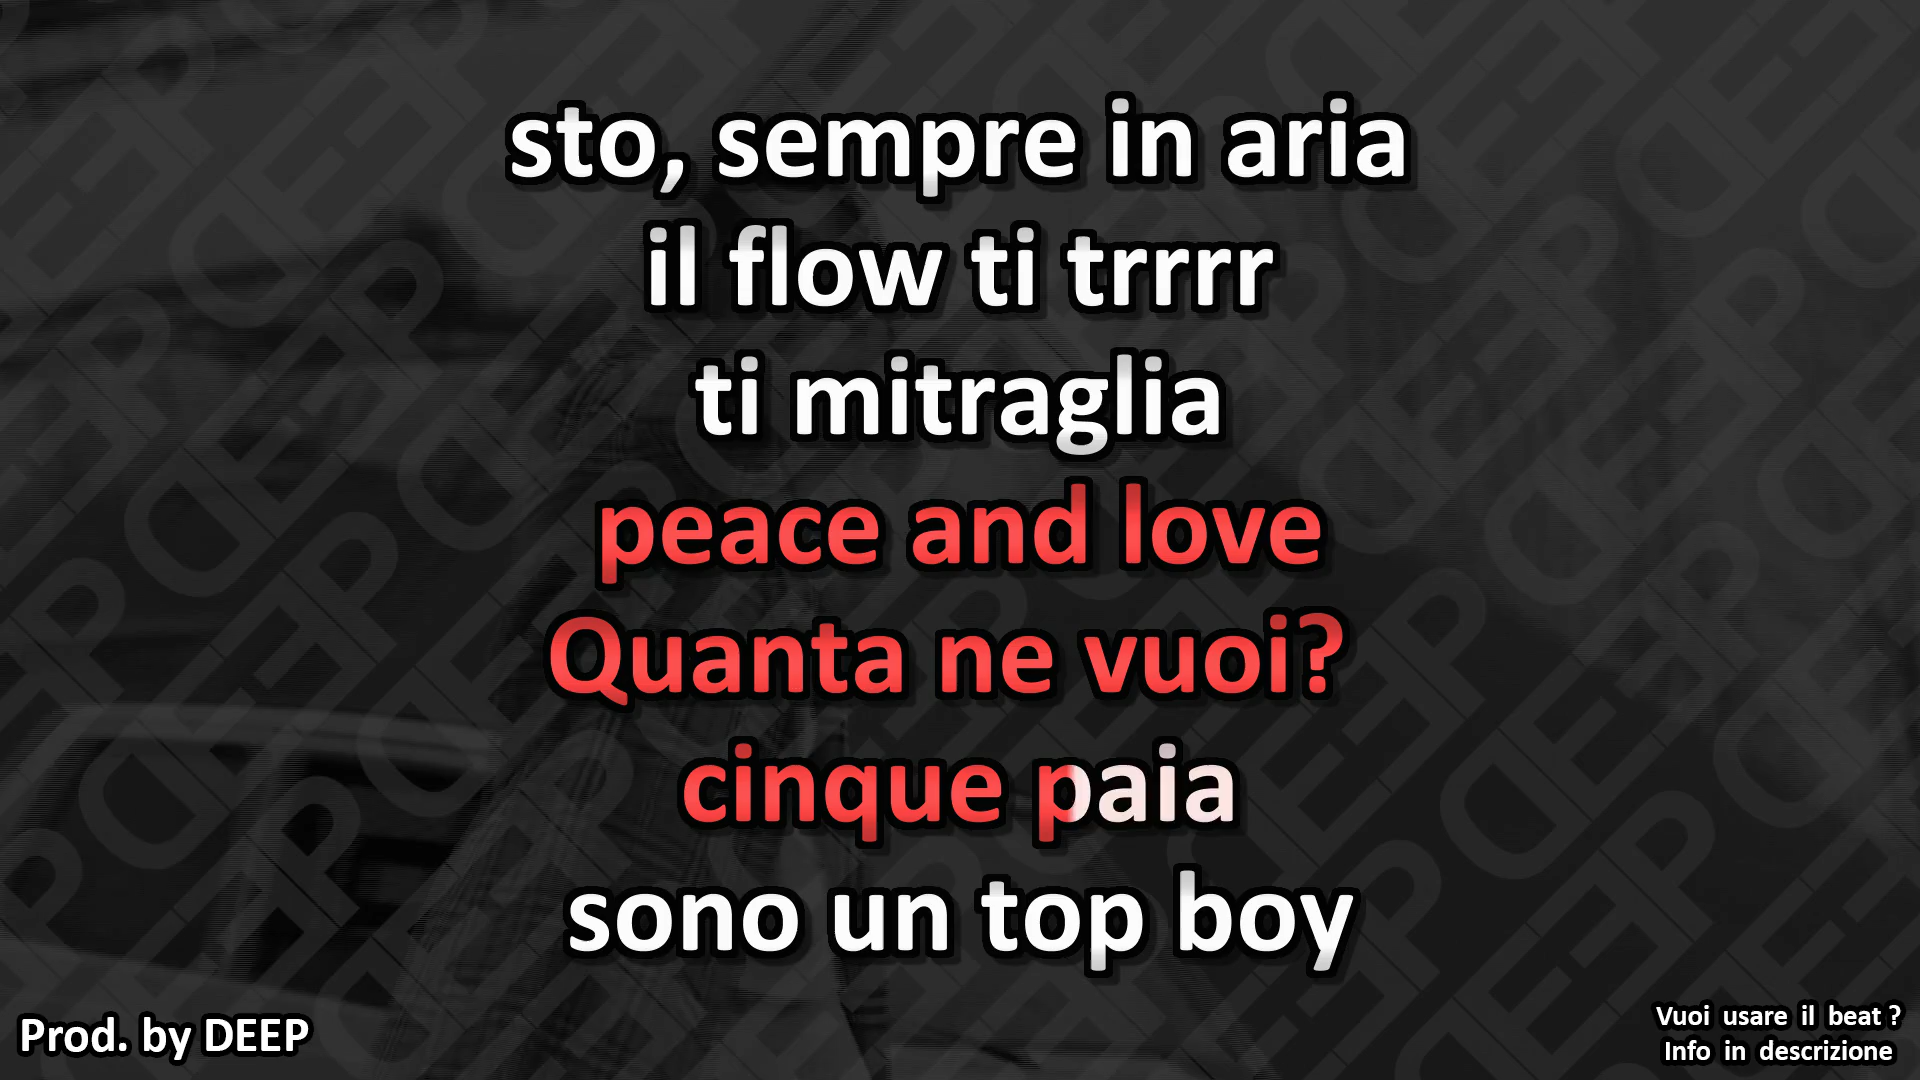 sto, sempre in aria
il flow ti trrrr
ti mitraglia
peace and love
Quanta ne vuoi?
cinque paia
sono un top boy
Prod. by DEEP
Vuoi usare il beat ?
Info in descrizione